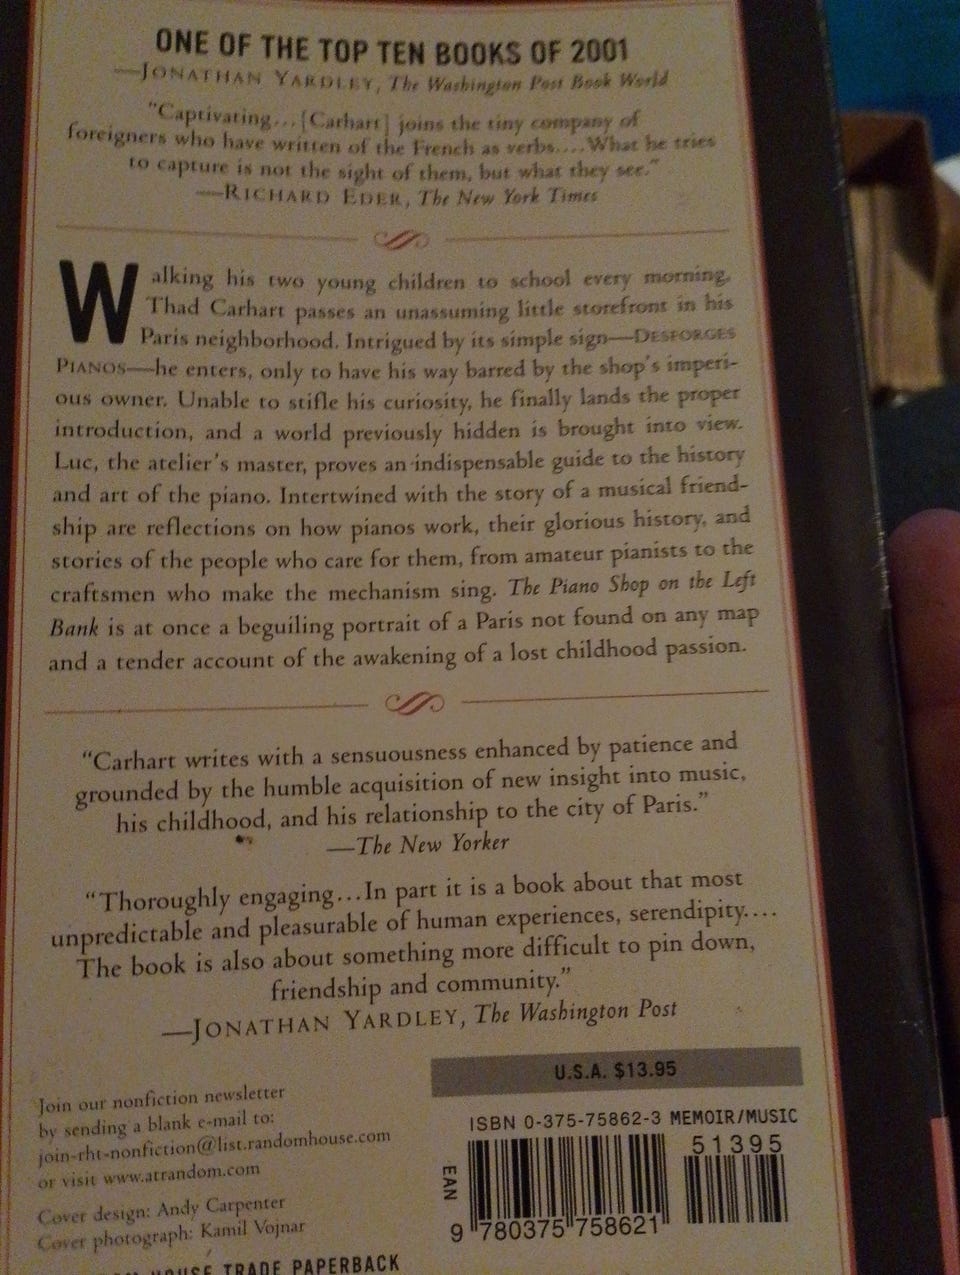 ONE OF THE TOP TEN BOOKS OF 2001
—JONATHAN YARDLEY, The Washington Post Book World
"Captivating...[Carhart] joins the tiny company of
foreigners who have written of the French as verbs....What he tries
to capture is not the sight of them, but what they see."
—RICHARD EDER, The New York Times
Walking his two young children to school every morning,
Thad Carhart passes an unassuming little storefront in his
Paris neighborhood. Intrigued by its simple sign—DESFORGES
PIANOS—he enters, only to have his way barred by the shop's imperi-
ous owner. Unable to stifle his curiosity, he finally lands the proper
introduction, and a world previously hidden is brought into view.
Luc, the atelier's master, proves an indispensable guide to the history
and art of the piano. Intertwined with the story of a musical friend-
ship are reflections on how pianos work, their glorious history, and
stories of the people who care for them, from amateur pianists to the
craftsmen who make the mechanism sing. The Piano Shop on the Left
Bank is at once a beguiling portrait of a Paris not found on any map
and a tender account of the awakening of a lost childhood passion.
"Carhart writes with a sensuousness enhanced by patience and
grounded by the humble acquisition of new insight into music,
his childhood, and his relationship to the city of Paris."
—The New Yorker
"Thoroughly engaging...In part it is a book about that most
unpredictable and pleasurable of human experiences, serendipity....
The book is also about something more difficult to pin down,
friendship and community."
—JONATHAN YARDLEY, The Washington Post
Join our nonfiction newsletter
by sending a blank e-mail to:
join-rht-nonfiction@list.randomhouse.com
or visit www.atrandom.com
Cover design: Andy Carpenter
Cover photograph: Kamil Vojnar
HOUSE TRADE PAPERBACK
U.S.A. $13.95
ISBN 0-375-75862-3 MEMOIR/MUSIC
51395
EAN
9 780375 758621